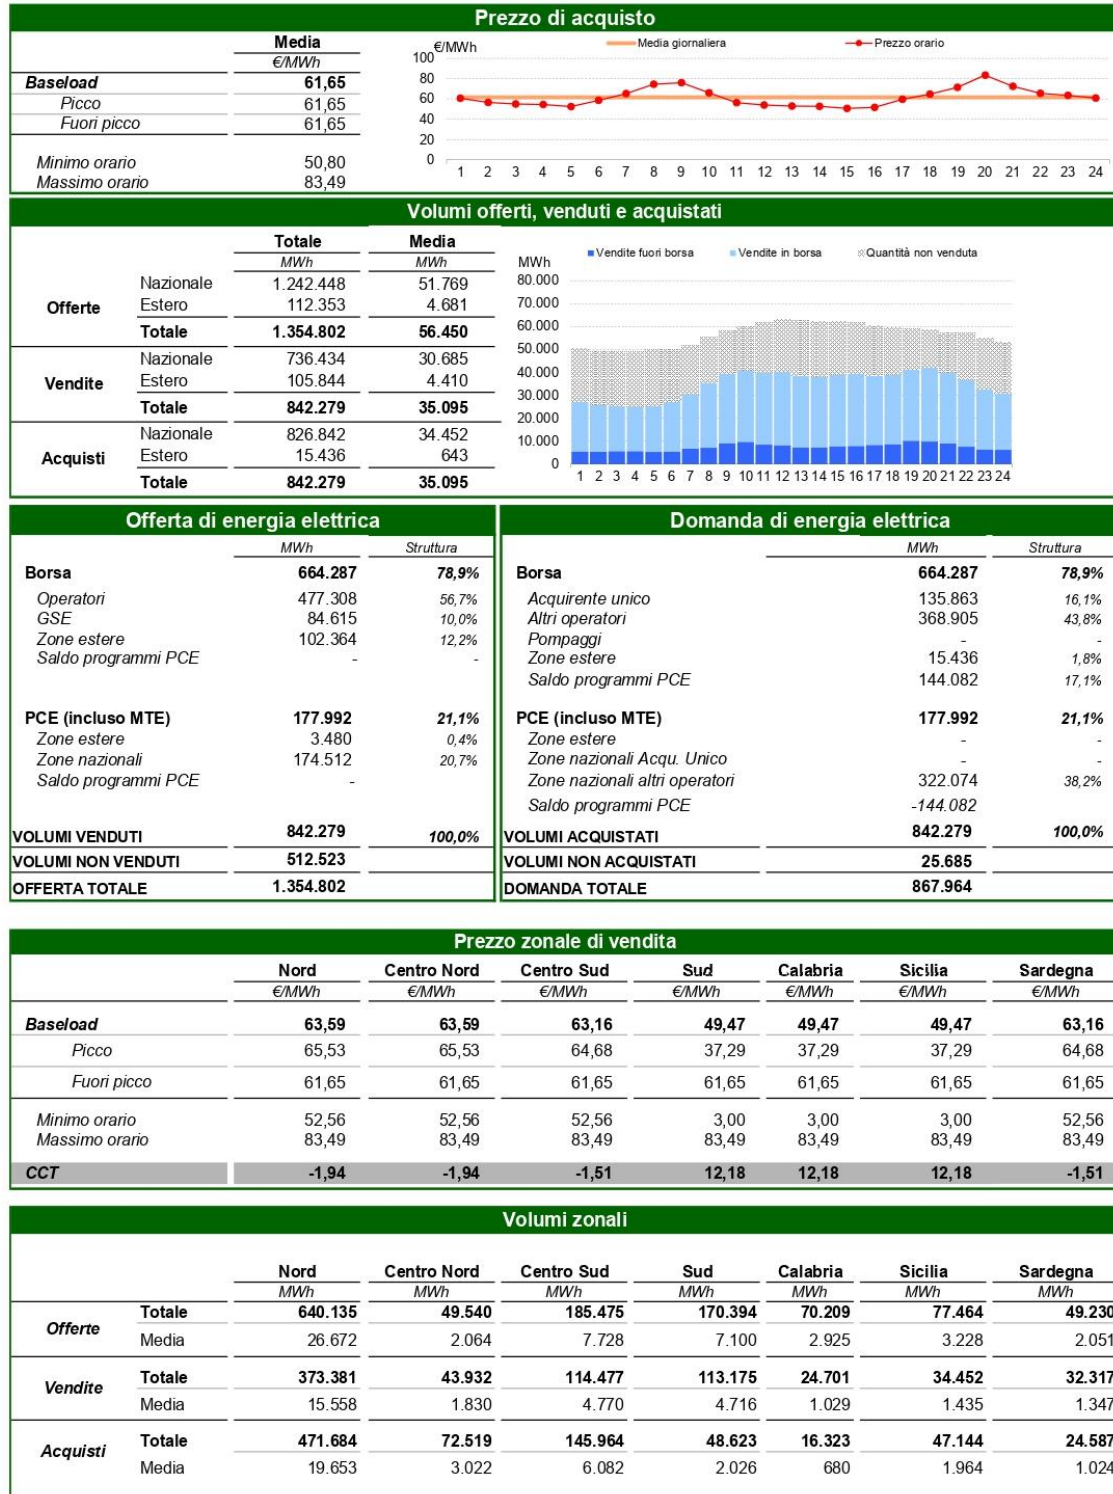 Prezzo di acquisto
Media
€/MWh
Baseload 61,65
Picco 61,65
Fuori picco 61,65
Minimo orario 50,80
Massimo orario 83,49
€/MWh Media giornaliera Prezzo orario
100
80
60
40
20
0
1 2 3 4 5 6 7 8 9 10 11 12 13 14 15 16 17 18 19 20 21 22 23 24
Volumi offerti, venduti e acquistati
Totale Media
MWh MWh
Offerte
Nazionale 1.242.448 51.769
Estero 112.353 4.681
Totale 1.354.802 56.450
Vendite
Nazionale 736.434 30.685
Estero 105.844 4.410
Totale 842.279 35.095
Acquisti
Nazionale 826.842 34.452
Estero 15.436 643
Totale 842.279 35.095
Vendite fuori borsa Vendite in borsa Quantità non venduta
MWh
80.000
70.000
60.000
50.000
40.000
30.000
20.000
10.000
0
1 2 3 4 5 6 7 8 9 10 11 12 13 14 15 16 17 18 19 20 21 22 23 24
Offerta di energia elettrica
MWh Struttura
Borsa 664.287 78,9%
Operatori 477.308 56,7%
GSE 84.615 10,0%
Zone estere 102.364 12,2%
Saldo programmi PCE - -
PCE (incluso MTE) 177.992 21,1%
Zone estere 3.480 0,4%
Zone nazionali 174.512 20,7%
Saldo programmi PCE -
VOLUMI VENDUTI 842.279 100,0%
VOLUMI NON VENDUTI 512.523
OFFERTA TOTALE 1.354.802
Domanda di energia elettrica
MWh Struttura
Borsa 664.287 78,9%
Acquirente unico 135.863 16,1%
Altri operatori 368.905 43,8%
Pompaggi - -
Zone estere 15.436 1,8%
Saldo programmi PCE 144.082 17,1%
PCE (incluso MTE) 177.992 21,1%
Zone estere - -
Zone nazionali Acqu. Unico - -
Zone nazionali altri operatori 322.074 38,2%
Saldo programmi PCE -144.082
VOLUMI ACQUISTATI 842.279 100,0%
VOLUMI NON ACQUISTATI 25.685
DOMANDA TOTALE 867.964
Prezzo zonale di vendita
Nord Centro Nord Centro Sud Sud Calabria Sicilia Sardegna
€/MWh €/MWh €/MWh €/MWh €/MWh €/MWh €/MWh
Baseload 63,59 63,59 63,16 49,47 49,47 49,47 63,16
Picco 65,53 65,53 64,68 37,29 37,29 37,29 64,68
Fuori picco 61,65 61,65 61,65 61,65 61,65 61,65 61,65
Minimo orario 52,56 52,56 52,56 3,00 3,00 3,00 52,56
Massimo orario 83,49 83,49 83,49 83,49 83,49 83,49 83,49
CCT -1,94 -1,94 -1,51 12,18 12,18 12,18 -1,51
Volumi zonali
Nord Centro Nord Centro Sud Sud Calabria Sicilia Sardegna
MWh MWh MWh MWh MWh MWh MWh
Offerte
Totale 640.135 49.540 185.475 170.394 70.209 77.464 49.230
Media 26.672 2.064 7.728 7.100 2.925 3.228 2.051
Vendite
Totale 373.381 43.932 114.477 113.175 24.701 34.452 32.317
Media 15.558 1.830 4.770 4.716 1.029 1.435 1.347
Acquisti
Totale 471.684 72.519 145.964 48.623 16.323 47.144 24.587
Media 19.653 3.022 6.082 2.026 680 1.964 1.024